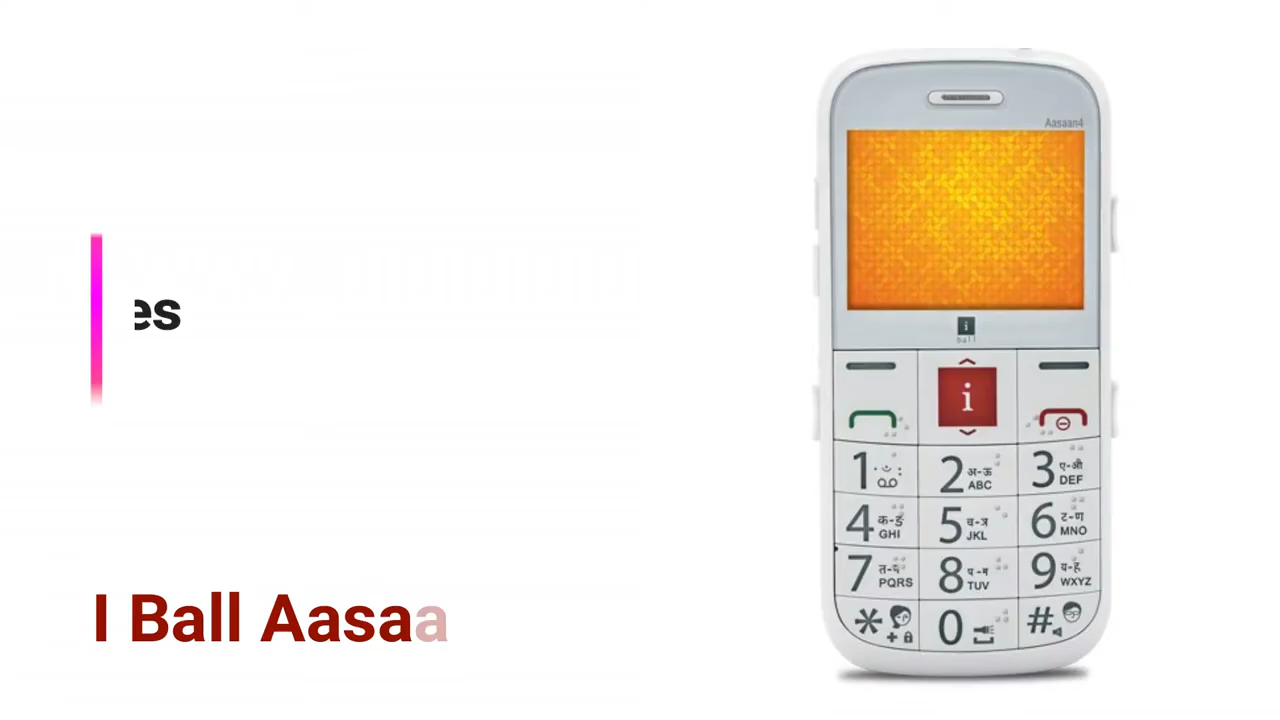 es
I Ball Aasaa
Aasaan4
i
ball
i
1 2 अ-ऊ ABC 3 ए-औ DEF
4 क-ङ GHI 5 च-त्र JKL 6 ट-ण MNO
7 PQRS 8 प-म TUV 9 य-ह WXYZ
* 0 #